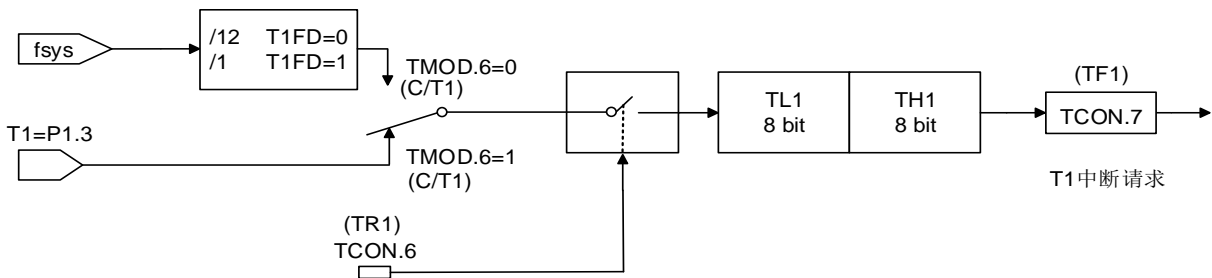 fsys
/12 T1FD=0
/1 T1FD=1
TMOD.6=0
(C/T1)
T1=P1.3
TMOD.6=1
(C/T1)
(TR1)
TCON.6
TL1
8 bit
TH1
8 bit
(TF1)
TCON.7
T1中断请求